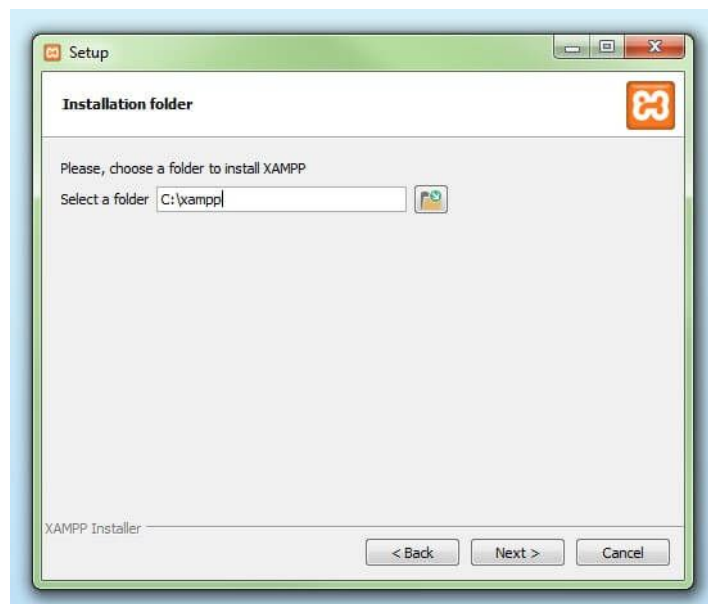 Setup
Installation folder
Please, choose a folder to install XAMPP
Select a folder C:\xampp
XAMPP Installer
< Back Next > Cancel